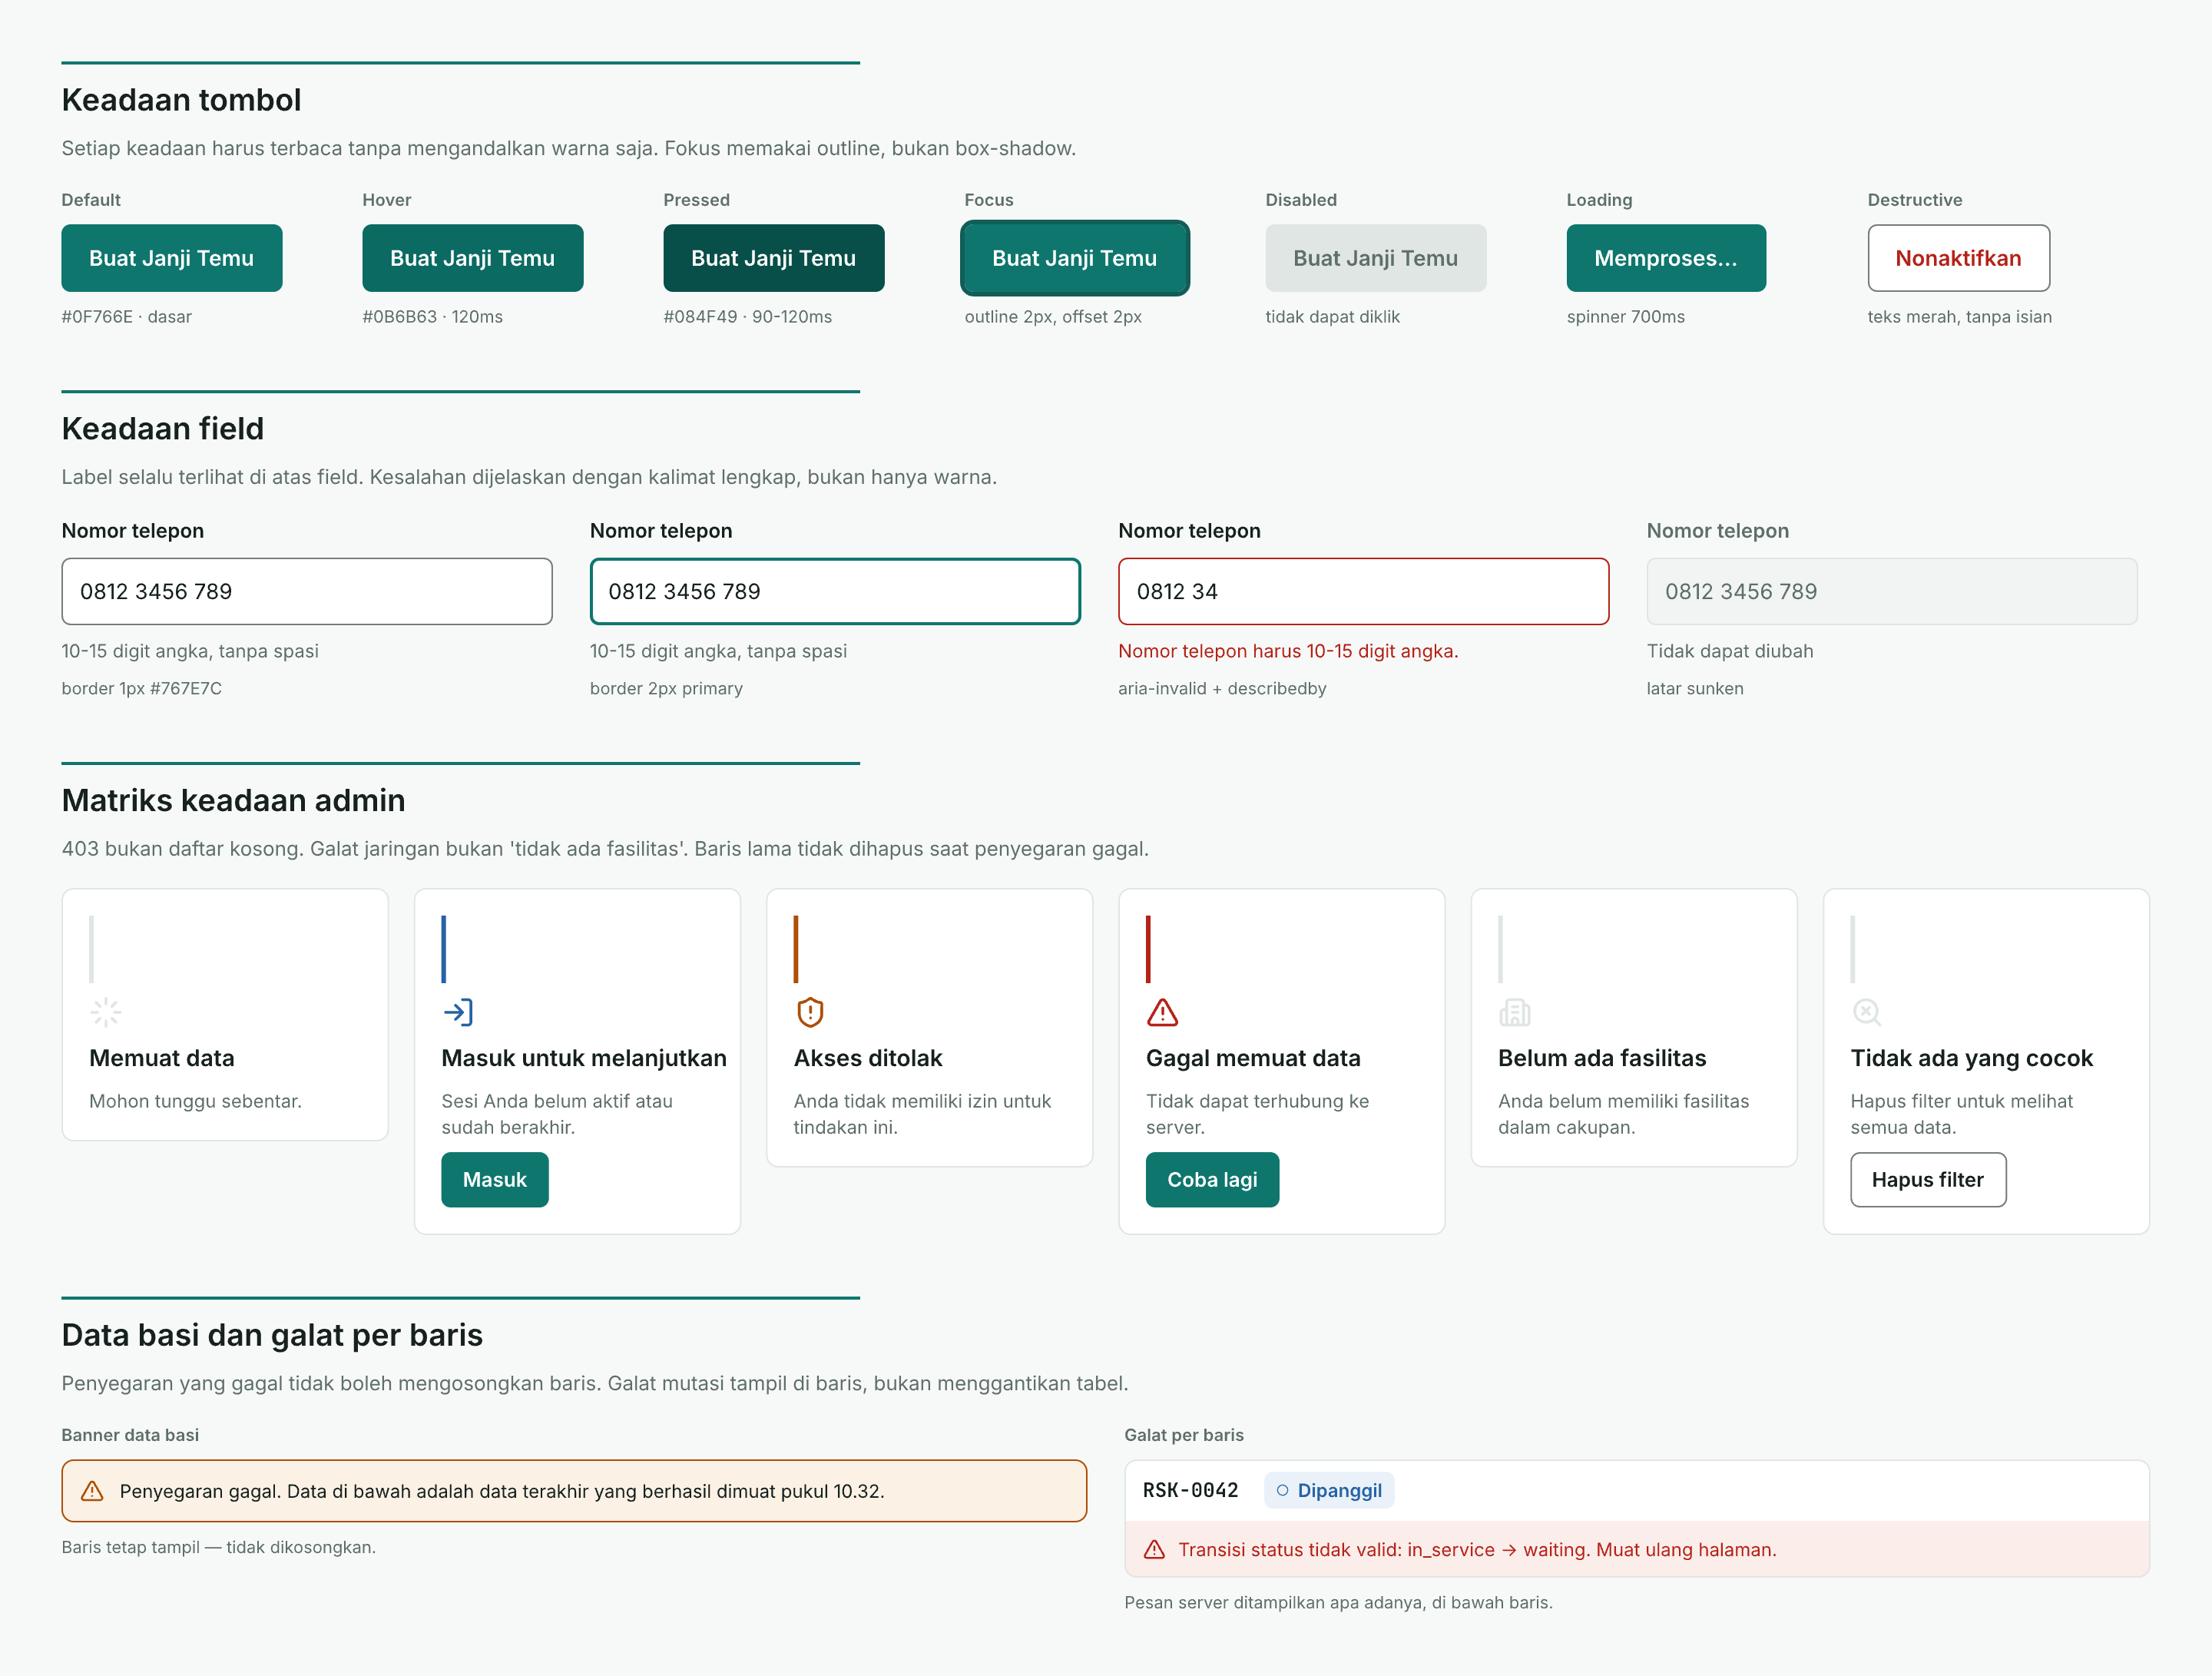 Keadaan tombol
Setiap keadaan harus terbaca tanpa mengandalkan warna saja. Fokus memakai outline, bukan box-shadow.
Default
Hover
Pressed
Focus
Disabled
Loading
Destructive
Buat Janji Temu
Buat Janji Temu
Buat Janji Temu
Buat Janji Temu
Buat Janji Temu
Memproses...
Nonaktifkan
#0F766E · dasar
#0B6B63 · 120ms
#084F49 · 90-120ms
outline 2px, offset 2px
tidak dapat diklik
spinner 700ms
teks merah, tanpa isian
Keadaan field
Label selalu terlihat di atas field. Kesalahan dijelaskan dengan kalimat lengkap, bukan hanya warna.
Nomor telepon
0812 3456 789
10-15 digit angka, tanpa spasi
border 1px #767E7C
Nomor telepon
0812 3456 789
10-15 digit angka, tanpa spasi
border 2px primary
Nomor telepon
0812 34
Nomor telepon harus 10-15 digit angka.
aria-invalid + describedby
Nomor telepon
0812 3456 789
Tidak dapat diubah
latar sunken
Matriks keadaan admin
403 bukan daftar kosong. Galat jaringan bukan 'tidak ada fasilitas'. Baris lama tidak dihapus saat penyegaran gagal.
Memuat data
Mohon tunggu sebentar.
Masuk untuk melanjutkan
Sesi Anda belum aktif atau
sudah berakhir.
Masuk
Akses ditolak
Anda tidak memiliki izin untuk
tindakan ini.
Gagal memuat data
Tidak dapat terhubung ke
server.
Coba lagi
Belum ada fasilitas
Anda belum memiliki fasilitas
dalam cakupan.
Tidak ada yang cocok
Hapus filter untuk melihat
semua data.
Hapus filter
Data basi dan galat per baris
Penyegaran yang gagal tidak boleh mengosongkan baris. Galat mutasi tampil di baris, bukan menggantikan tabel.
Banner data basi
Penyegaran gagal. Data di bawah adalah data terakhir yang berhasil dimuat pukul 10.32.
Baris tetap tampil — tidak dikosongkan.
Galat per baris
RSK-0042
Dipanggil
Transisi status tidak valid: in_service → waiting. Muat ulang halaman.
Pesan server ditampilkan apa adanya, di bawah baris.